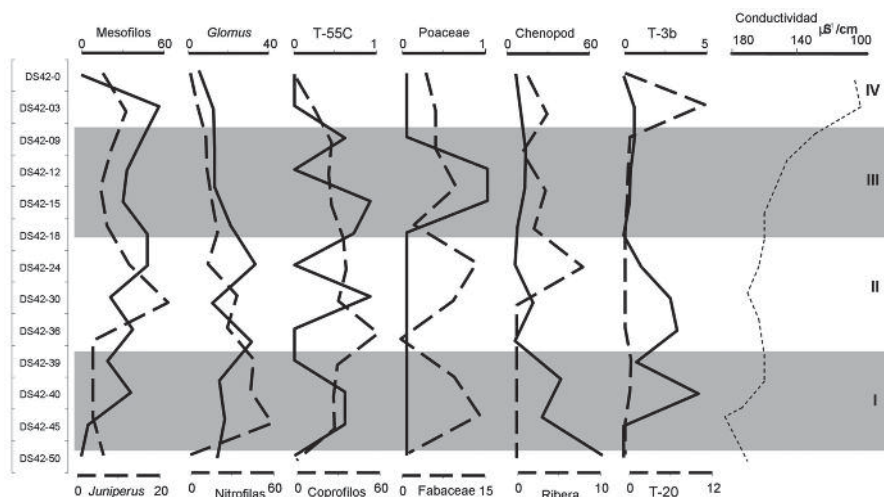 Mesofilos Glomus T-55C Poaceae Chenopod T-3b Conductividad
µS/cm
0 60 0 40 0 1 0 1 0 60 0 5 180 140 100
DS42-0
IV
DS42-03
DS42-09
DS42-12
III
DS42-15
DS42-18
DS42-24
II
DS42-30
DS42-36
DS42-39
DS42-40
I
DS42-45
DS42-50
0 20 0 60 0 60 0 15 0 10 0 12
Juniperus Nitrofilas Coprofilos Fabaceae Ribera T-20